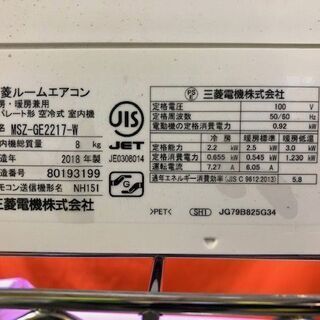 菱ルームエアコン
房・暖房兼用
パレート形 空冷式 室内機
名 MSZ-GE2217-W
内機総質量 8 kg
造年 2018 年製
80193199
モコン送信機形名 NH151
三菱電機株式会社
JIS
JET
JE0308014
PS E
三菱電機株式会社
定格電圧 100 V
定格周波数 50/60 Hz
電動機の定格消費電力 0.92 kW
冷房 暖房標準 暖房低温
定格能力 2.2 2.5 2.4 kW
定格消費電力 0.655 0.545 1.230 kW
運転電流 7.27 6.05 A
通年エネルギー消費効率 (JIS C 9612:2013) 5.8
>PET< SH1 JG79B825G34